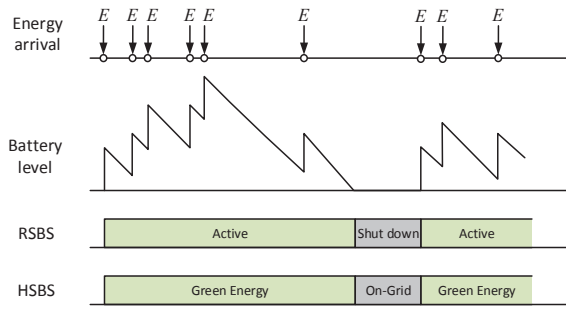 Energy
arrival
E E E E E E E E E
Battery
level
RSBS
Active Shut down Active
HSBS
Green Energy On-Grid Green Energy